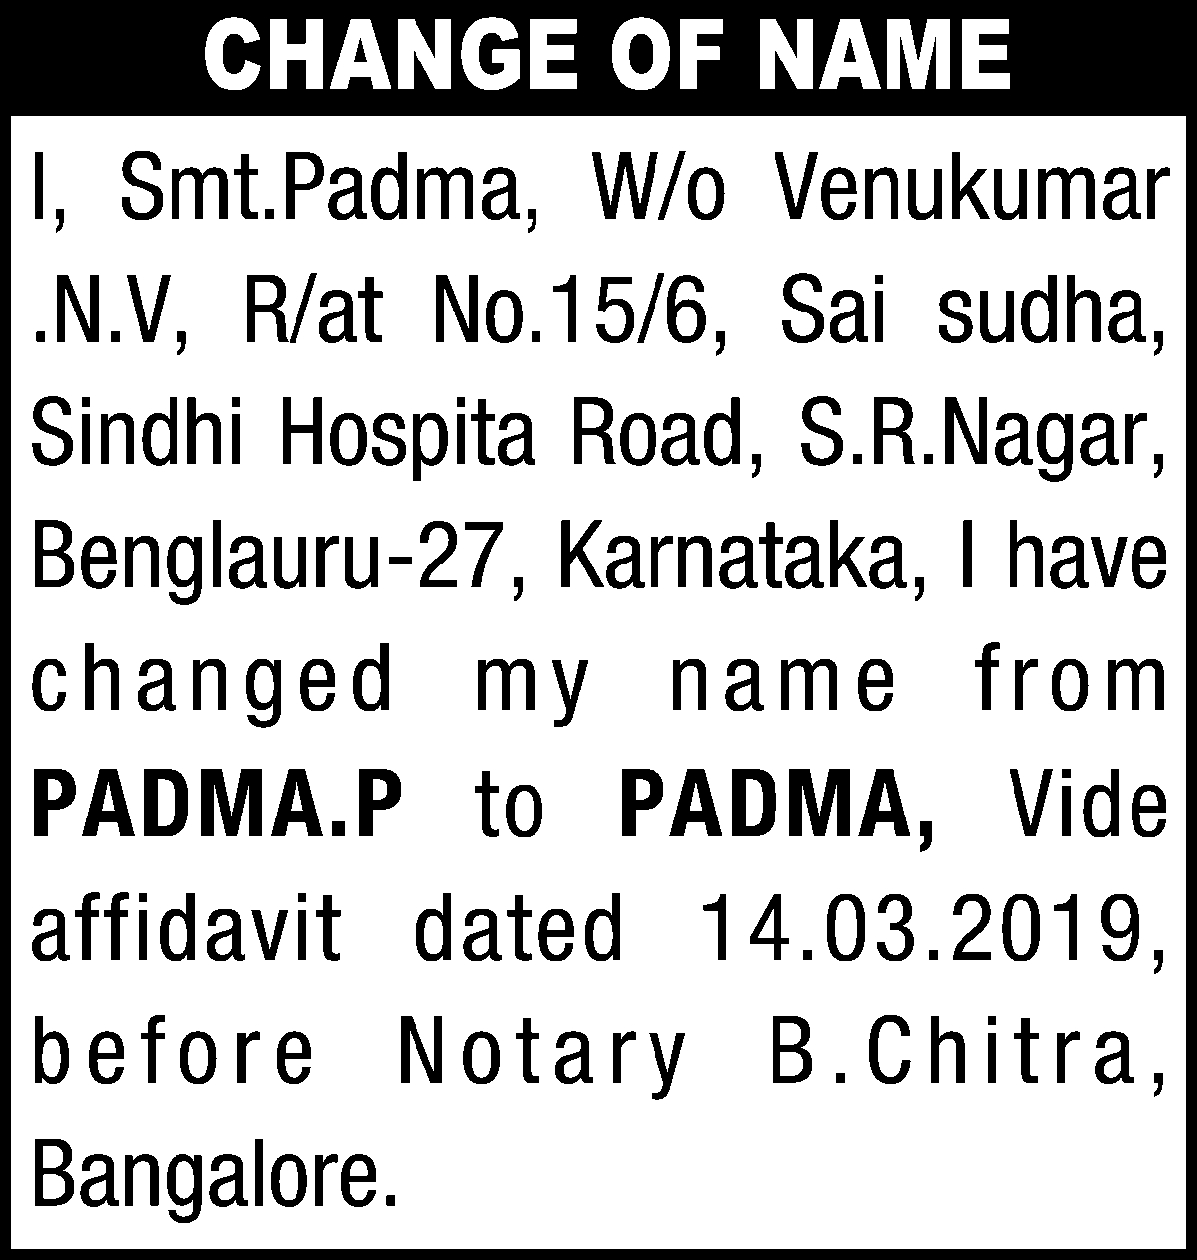 CHANGE OF NAME
I, Smt.Padma, W/o Venukumar
.N.V, R/at No.15/6, Sai sudha,
Sindhi Hospita Road, S.R.Nagar,
Benglauru-27, Karnataka, I have
changed my name from
PADMA.P to PADMA, Vide
affidavit dated 14.03.2019,
before Notary B.Chitra,
Bangalore.